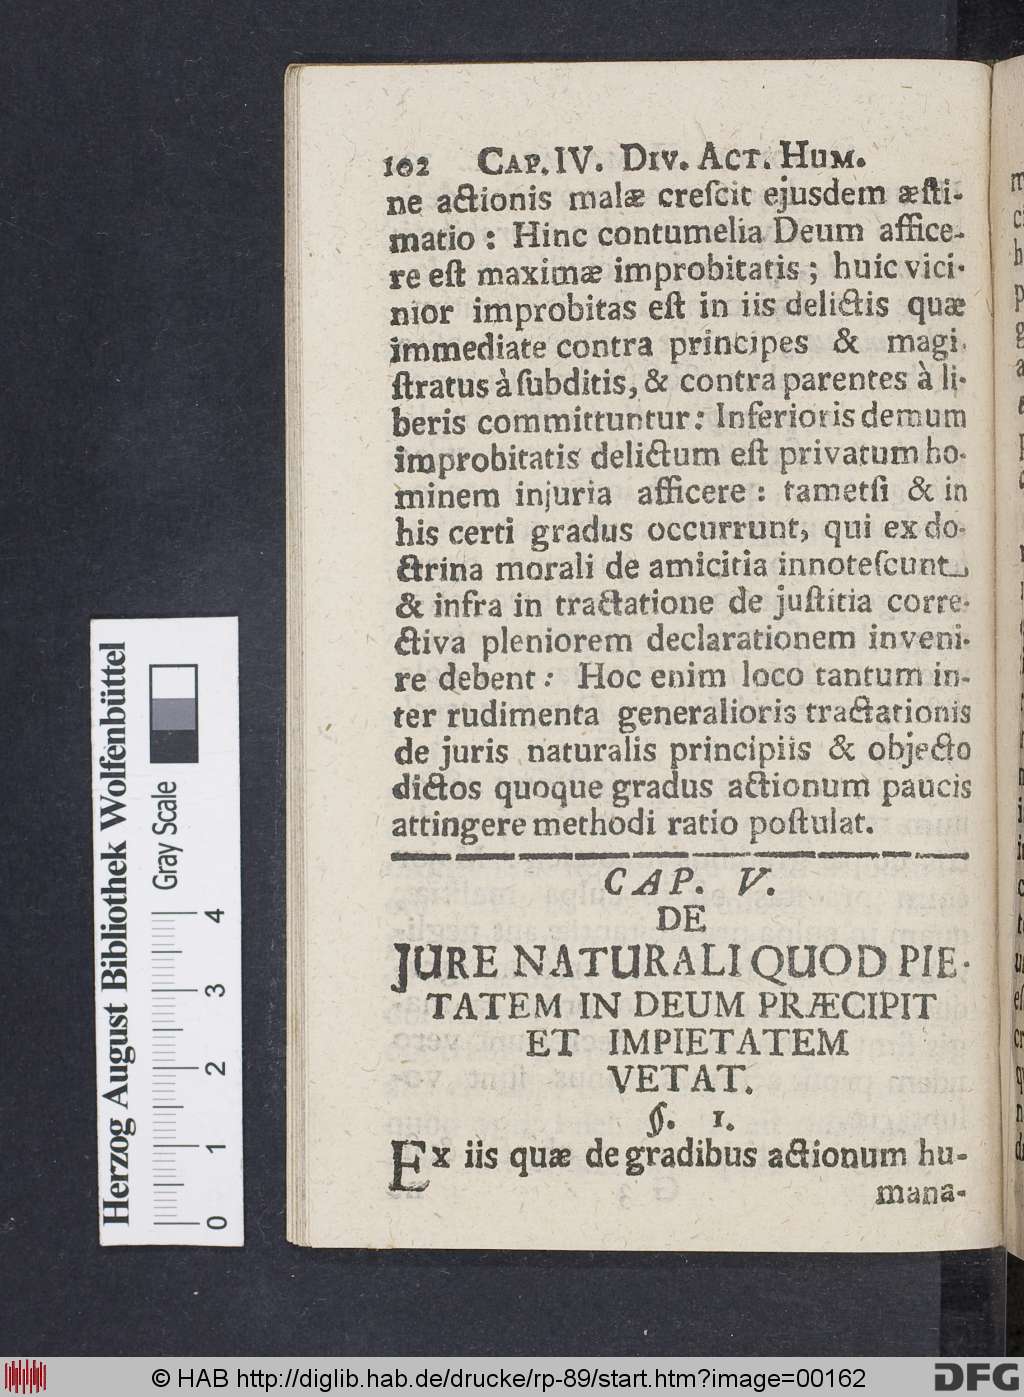 102 CAP. IV. DIV. ACT. HUM.
ne actionis malæ creſcit ejusdem æſti-
matio : Hinc contumelia Deum affice-
re eſt maximæ improbitatis ; huic vici-
nior improbitas eſt in iis delictis quæ
immediate contra principes & magi-
ſtratus à ſubditis, & contra parentes à li-
beris committuntur : Inferioris demum
improbitatis delictum eſt privatum ho-
minem injuria afficere : tametſi & in
his certi gradus occurrunt, qui ex do-
ctrina morali de amicitia innoteſcunt,
& infra in tractatione de juſtitia corre-
ctiva pleniorem declarationem inveni-
re debent : Hoc enim loco tantum in-
ter rudimenta generalioris tractationis
de juris naturalis principiis & objecto
dictos quoque gradus actionum paucis
attingere methodi ratio poſtulat.
CAP. V.
DE
JURE NATURALI QUOD PIE-
TATEM IN DEUM PRÆCIPIT
ET IMPIETATEM
VETAT.
§. 1.
Ex iis quæ de gradibus actionum hu-
mana-
Herzog August Bibliothek Wolfenbüttel
Gray Scale
0 1 2 3 4
© HAB http://diglib.hab.de/drucke/rp-89/start.htm?image=00162
DFG